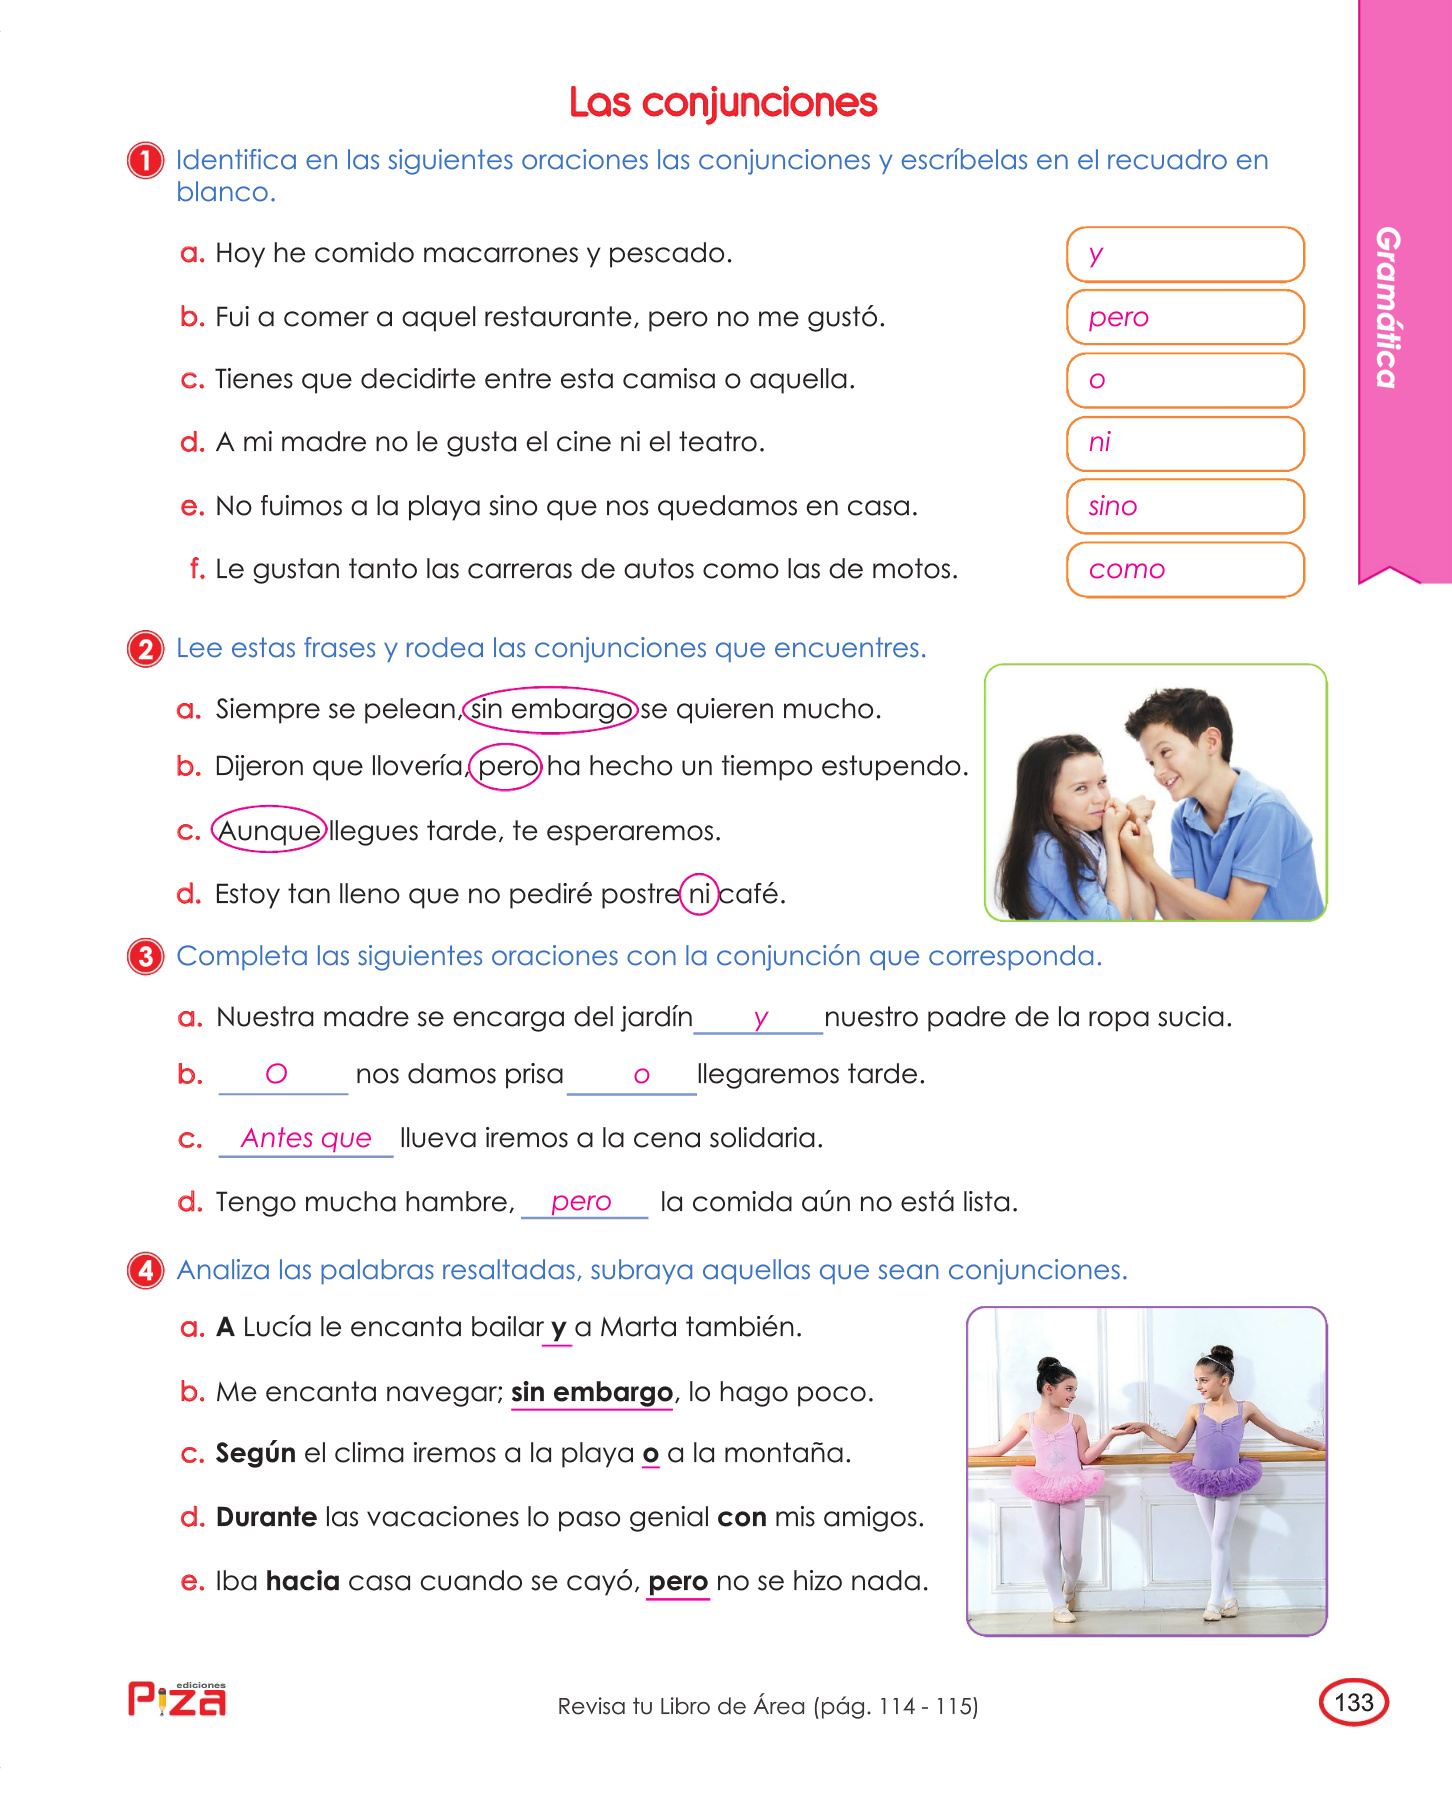 Las conjunciones
Gramática
1 Identifica en las siguientes oraciones las conjunciones y escríbelas en el recuadro en
blanco.
a. Hoy he comido macarrones y pescado. y
b. Fui a comer a aquel restaurante, pero no me gustó. pero
c. Tienes que decidirte entre esta camisa o aquella. o
d. A mi madre no le gusta el cine ni el teatro. ni
e. No fuimos a la playa sino que nos quedamos en casa. sino
f. Le gustan tanto las carreras de autos como las de motos. como
2 Lee estas frases y rodea las conjunciones que encuentres.
a. Siempre se pelean, sin embargo se quieren mucho.
b. Dijeron que llovería, pero ha hecho un tiempo estupendo.
c. Aunque llegues tarde, te esperaremos.
d. Estoy tan lleno que no pediré postre ni café.
3 Completa las siguientes oraciones con la conjunción que corresponda.
a. Nuestra madre se encarga del jardín y nuestro padre de la ropa sucia.
b. O nos damos prisa o llegaremos tarde.
c. Antes que llueva iremos a la cena solidaria.
d. Tengo mucha hambre, pero la comida aún no está lista.
4 Analiza las palabras resaltadas, subraya aquellas que sean conjunciones.
a. A Lucía le encanta bailar y a Marta también.
b. Me encanta navegar; sin embargo, lo hago poco.
c. Según el clima iremos a la playa o a la montaña.
d. Durante las vacaciones lo paso genial con mis amigos.
e. Iba hacia casa cuando se cayó, pero no se hizo nada.
ediciones
Piza
Revisa tu Libro de Área (pág. 114 - 115)
133